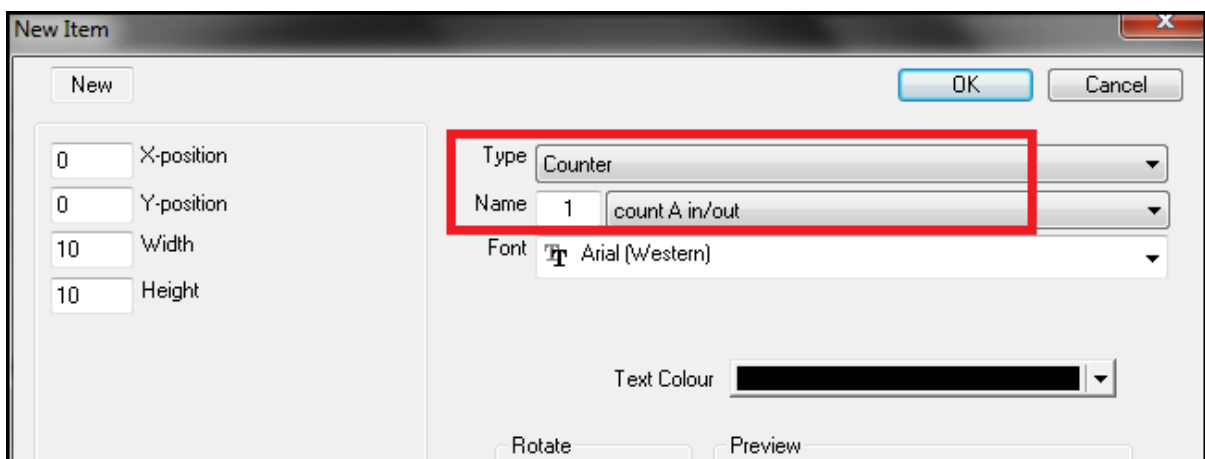 New Item
X
New
OK
Cancel
0
X-position
0
Y-position
10
Width
10
Height
Type
Counter
Name
1
count A in/out
Font
Arial (Western)
Text Colour
Rotate
Preview